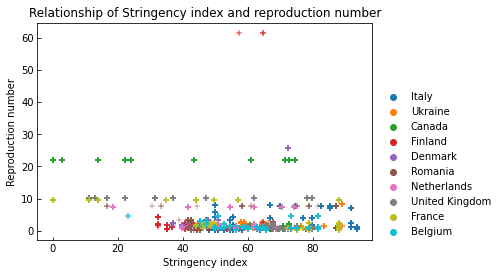 Relationship of Stringency index and reproduction number
Reproduction number
60
50
40
30
20
10
0
0 20 40 60 80
Stringency index
Italy
Ukraine
Canada
Finland
Denmark
Romania
Netherlands
United Kingdom
France
Belgium